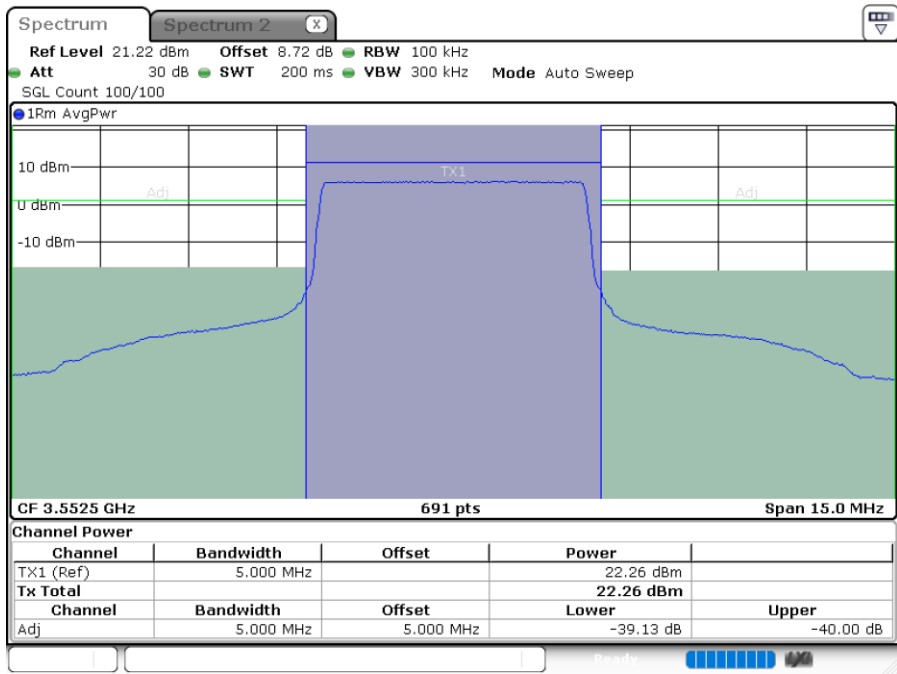 Spectrum Spectrum 2 X
Ref Level 21.22 dBm Offset 8.72 dB RBW 100 kHz
Att 30 dB SWT 200 ms VBW 300 kHz Mode Auto Sweep
SGL Count 100/100
1Rm AvgPwr
10 dBm
TX1
Adj Adj
0 dBm
-10 dBm
CF 3.5525 GHz 691 pts Span 15.0 MHz
Channel Power
Channel Bandwidth Offset Power
TX1 (Ref) 5.000 MHz 22.26 dBm
Tx Total 22.26 dBm
Channel Bandwidth Offset Lower Upper
Adj 5.000 MHz 5.000 MHz -39.13 dB -40.00 dB
Ready